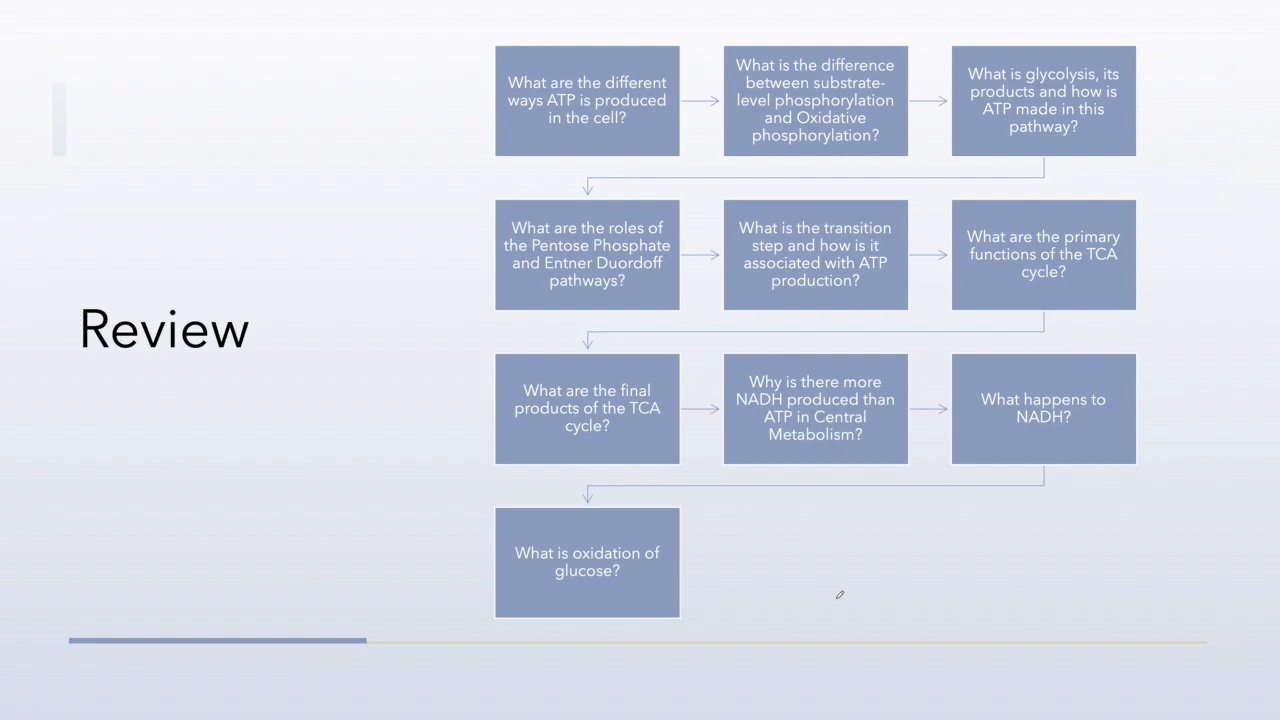 Review
What are the different
ways ATP is produced
in the cell?
What is the difference
between substrate-
level phosphorylation
and Oxidative
phosphorylation?
What is glycolysis, its
products and how is
ATP made in this
pathway?
What are the roles of
the Pentose Phosphate
and Entner Duordoff
pathways?
What is the transition
step and how is it
associated with ATP
production?
What are the primary
functions of the TCA
cycle?
What are the final
products of the TCA
cycle?
Why is there more
NADH produced than
ATP in Central
Metabolism?
What happens to
NADH?
What is oxidation of
glucose?